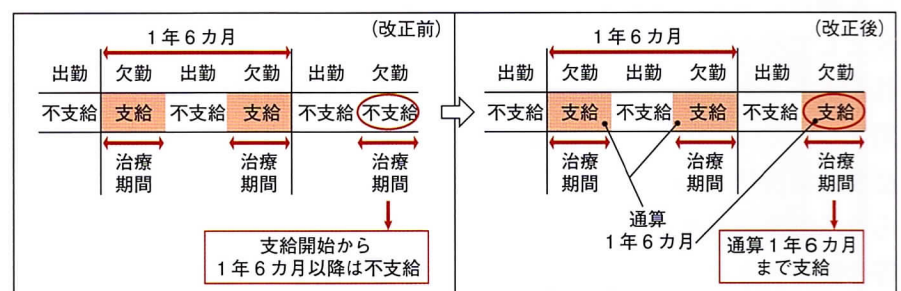 (改正前)
1年6カ月
出勤 欠勤 出勤 欠勤 出勤 欠勤
不支給 支給 不支給 支給 不支給 不支給
治療期間 治療期間 治療期間
支給開始から
1年6カ月以降は不支給
(改正後)
1年6カ月
出勤 欠勤 出勤 欠勤 出勤 欠勤
不支給 支給 不支給 支給 不支給 支給
治療期間 治療期間 治療期間
通算
1年6カ月
通算1年6カ月
まで支給